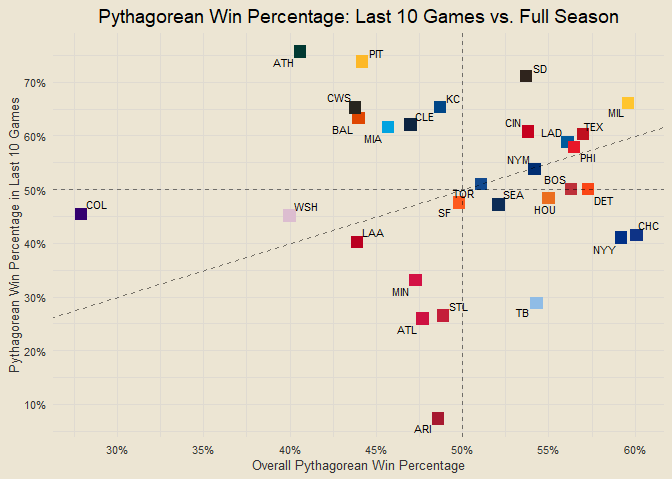 Pythagorean Win Percentage: Last 10 Games vs. Full Season
Pythagorean Win Percentage in Last 10 Games
70%
60%
50%
40%
30%
20%
10%
ATH
PIT
SD
CWS
KC
MIL
BAL
CLE
MIA
CIN
LAD
TEX
NYM
PHI
COL
WSH
TOR
BOS
SF
SEA
HOU
DET
LAA
NYY
CHC
MIN
STL
TB
ATL
ARI
30%
35%
40%
45%
50%
55%
60%
Overall Pythagorean Win Percentage